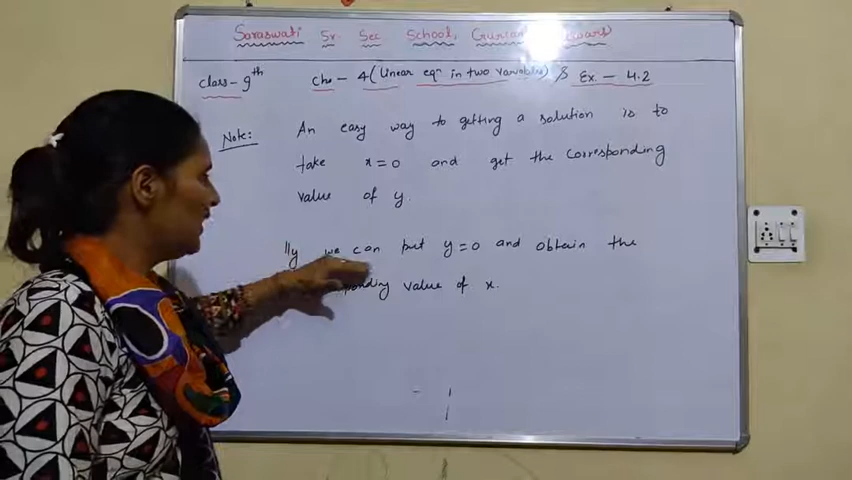 Saraswati Sr. Sec School,
Class - 9th Ch:- 4 (Linear eqn in two variables) Ex. - 4.2
Note: An easy way to getting a solution is to
take x = 0 and get the corresponding
value of y.
||ly we can put y = 0 and obtain the
ponding value of x.